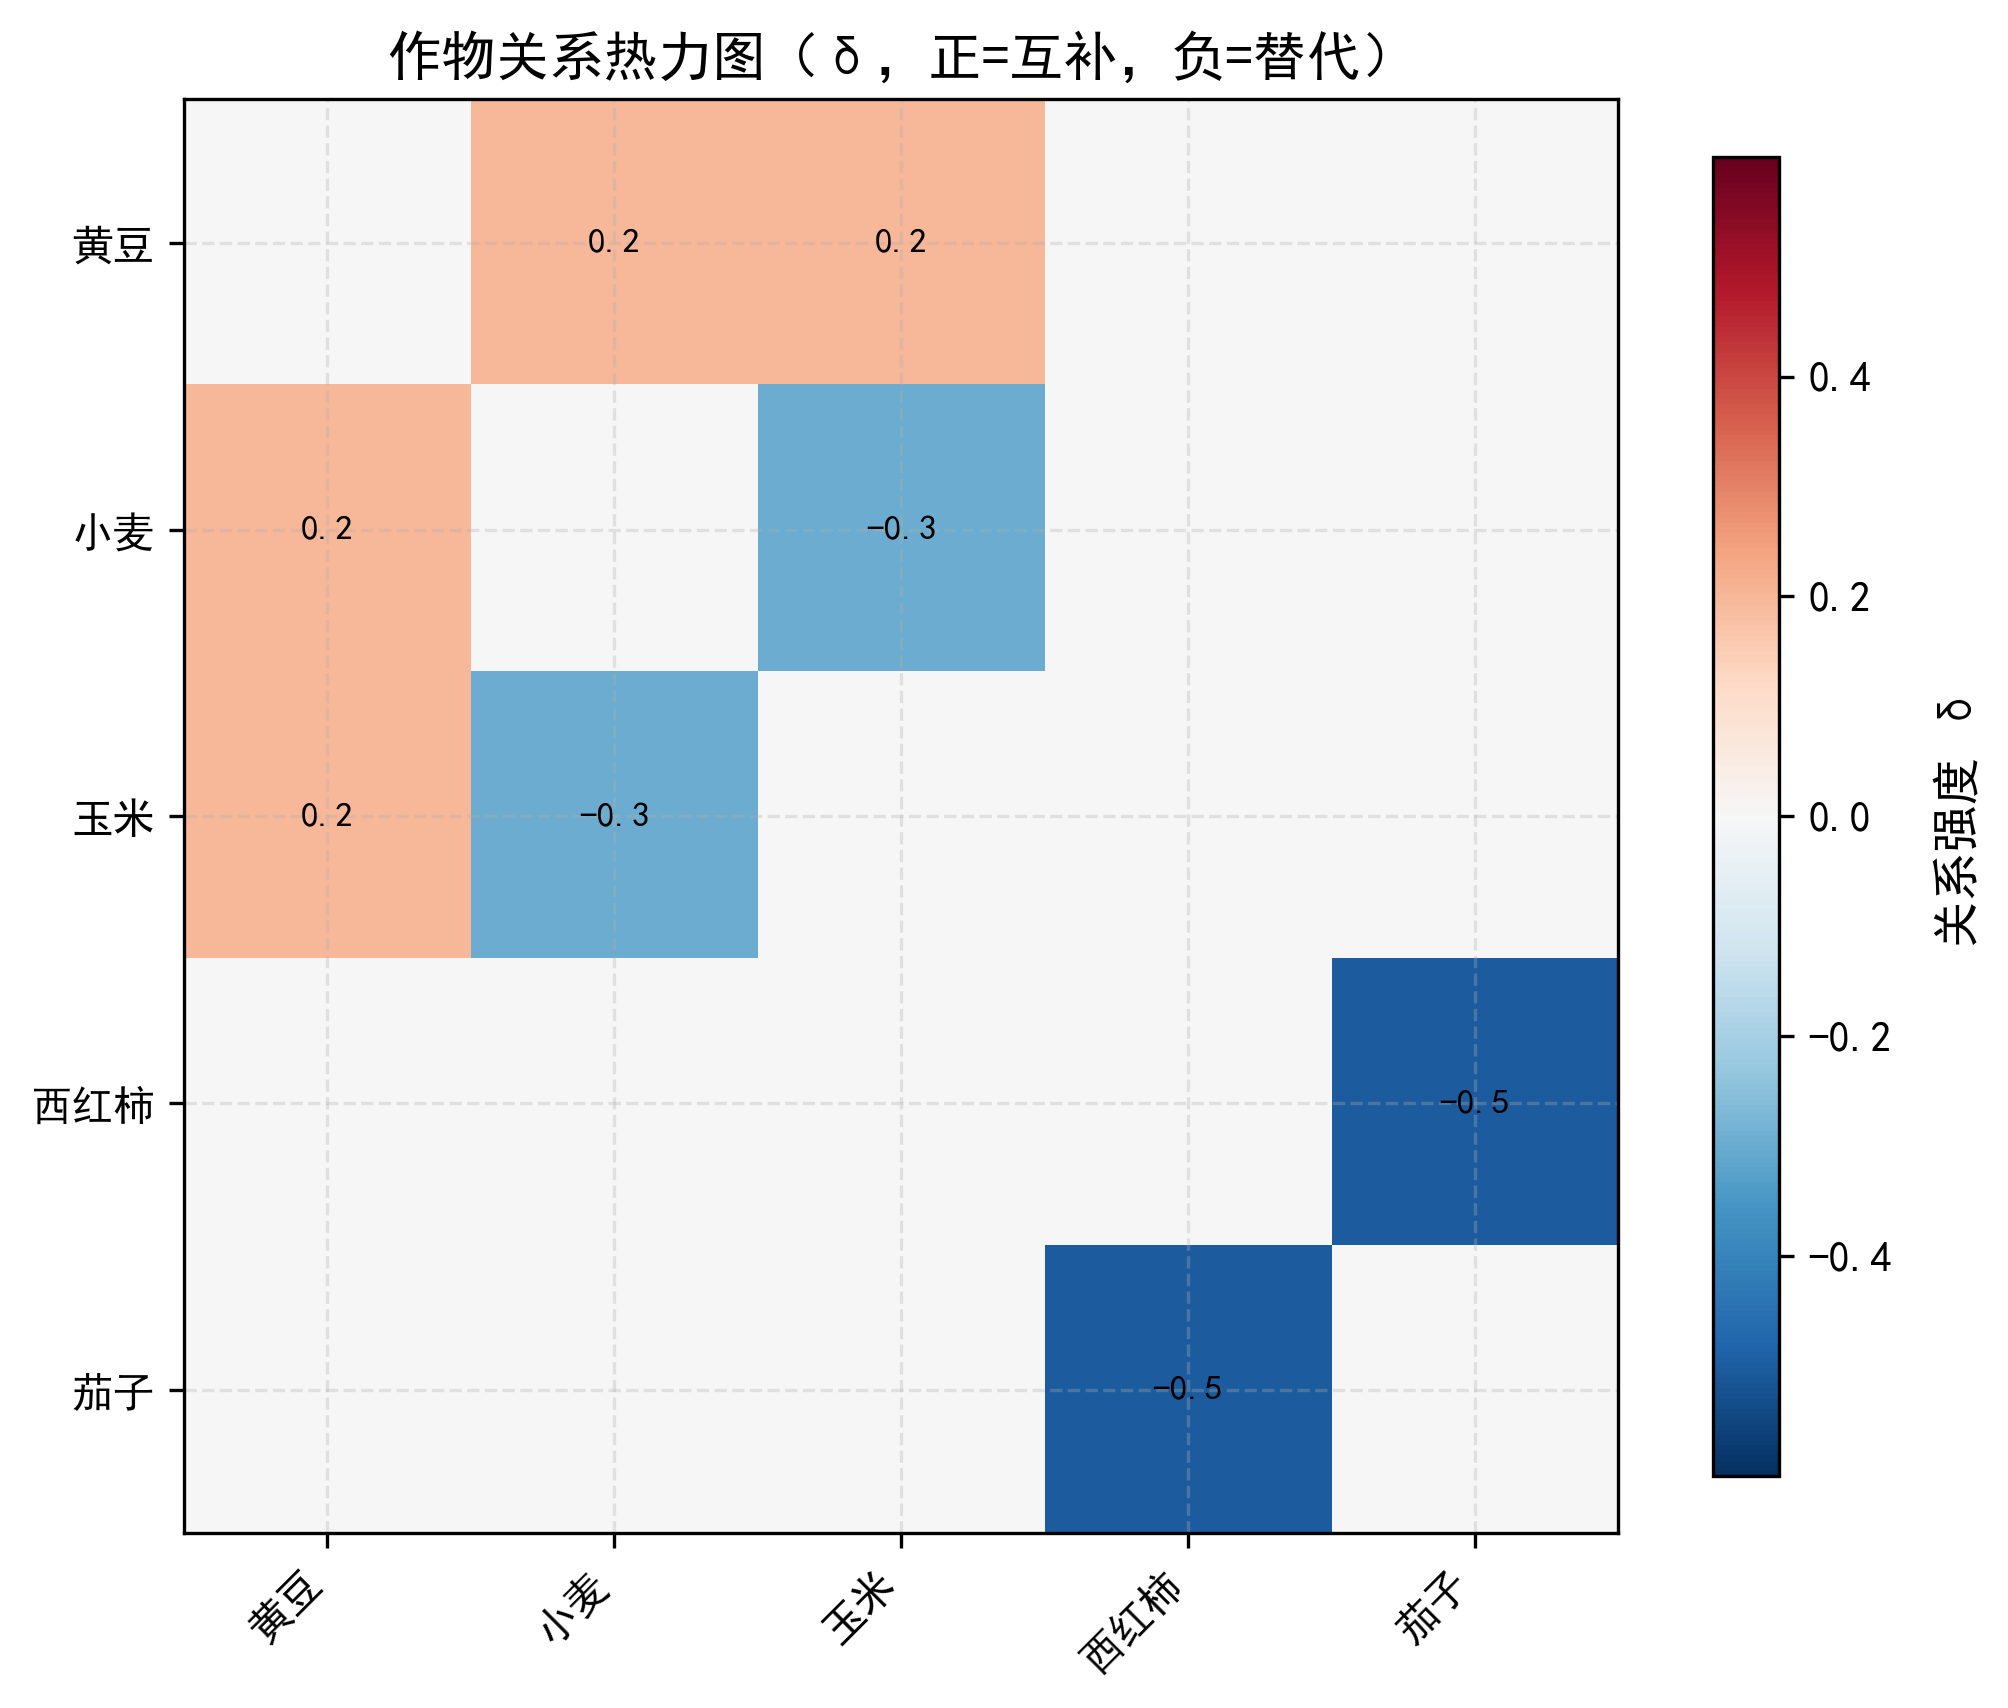 作物关系热力图（δ，正=互补，负=替代）
黄豆
0.2 0.2
小麦
0.2 -0.3
玉米
0.2 -0.3
西红柿
-0.5
茄子
-0.5
黄豆 小麦 玉米 西红柿 茄子
0.4
0.2
0.0
-0.2
-0.4
关系强度 δ